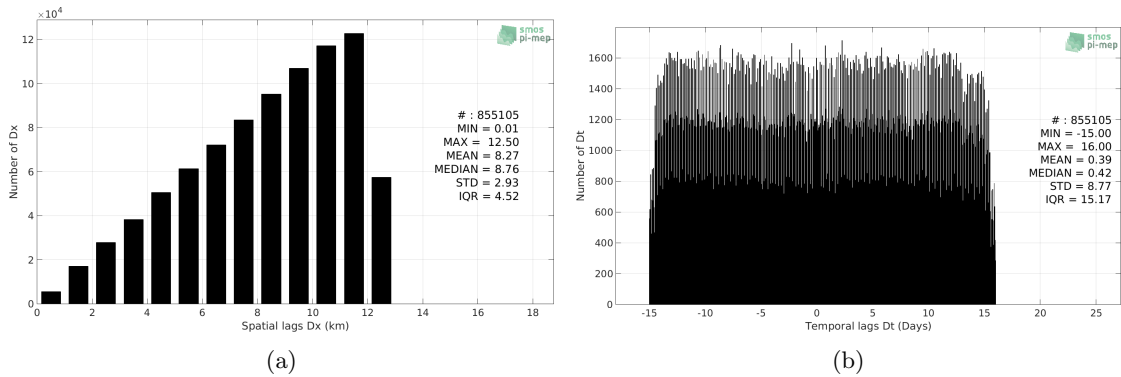 ×10⁴
smos
pi-mep
12
10
8
6
4
2
0
Number of Dx
# : 855105
MIN = 0.01
MAX = 12.50
MEAN = 8.27
MEDIAN = 8.76
STD = 2.93
IQR = 4.52
0 2 4 6 8 10 12 14 16 18
Spatial lags Dx (km)
(a)
smos
pi-mep
1600
1400
1200
1000
800
600
400
200
0
Number of Dt
# : 855105
MIN = -15.00
MAX = 16.00
MEAN = 0.39
MEDIAN = 0.42
STD = 8.77
IQR = 15.17
-15 -10 -5 0 5 10 15 20 25
Temporal lags Dt (Days)
(b)